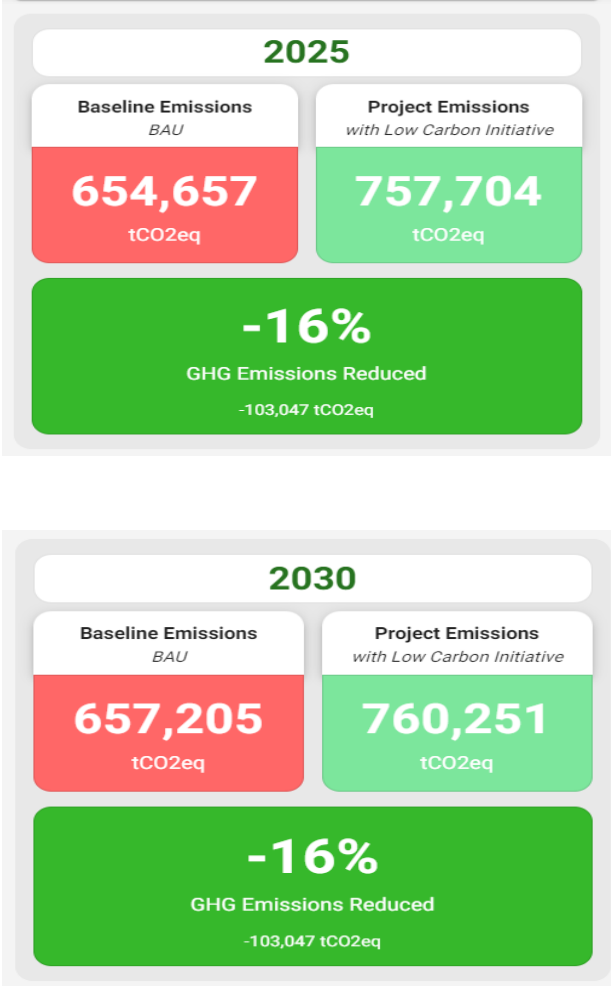 2025
Baseline Emissions
BAU
654,657
tCO2eq
Project Emissions
with Low Carbon Initiative
757,704
tCO2eq
-16%
GHG Emissions Reduced
-103,047 tCO2eq
2030
Baseline Emissions
BAU
657,205
tCO2eq
Project Emissions
with Low Carbon Initiative
760,251
tCO2eq
-16%
GHG Emissions Reduced
-103,047 tCO2eq